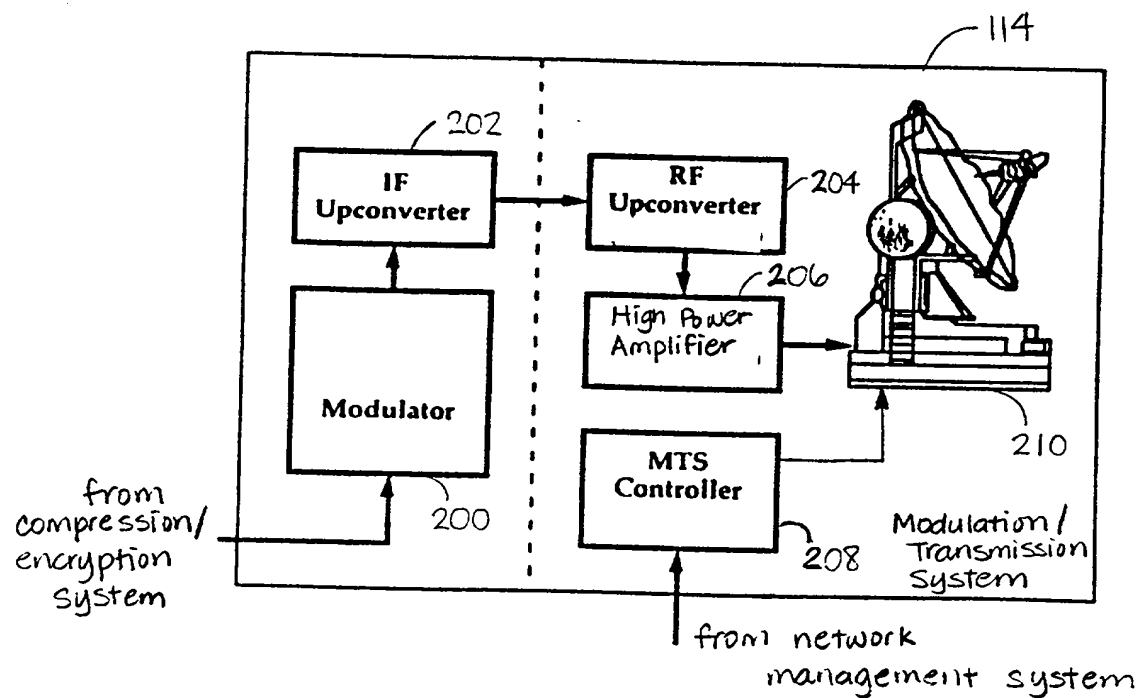 114
202
IF
Upconverter
RF
Upconverter
204
206
High Power
Amplifier
Modulator
200
MTS
Controller
208
210
from
compression/
encryption
system
Modulation/
Transmission
System
from network
management system